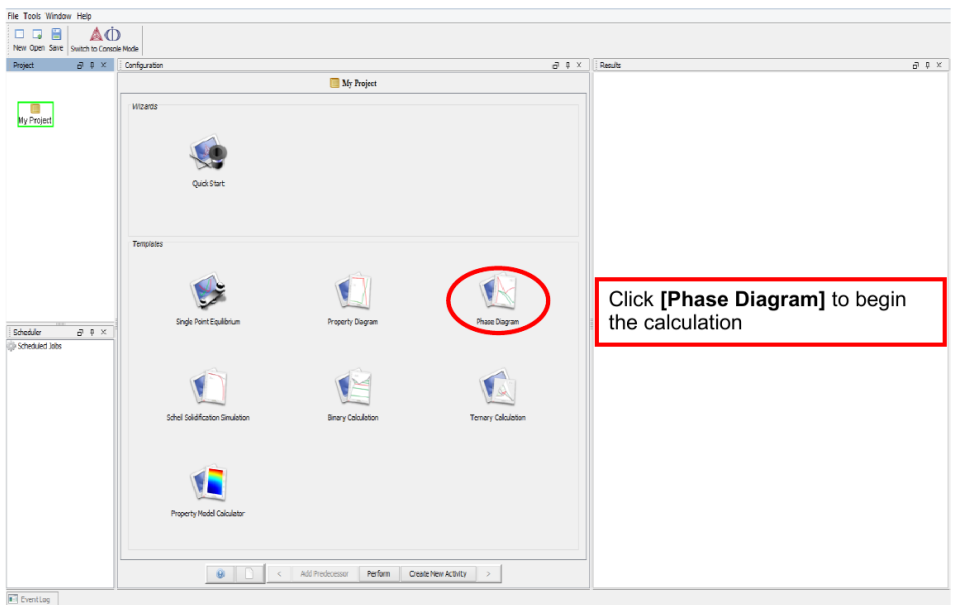 File Tools Window Help
New Open Save Switch to Console Mode
Project
Configuration
Results
My Project
My Project
Wizards
Quick Start
Templates
Single Point Equilibrium
Property Diagram
Phase Diagram
Click [Phase Diagram] to begin
the calculation
Scheduler
Scheduled Jobs
Scheil Solidification Simulation
Binary Calculation
Ternary Calculation
Property Model Calculator
< Add Predecessor Perform Create New Activity >
Event Log